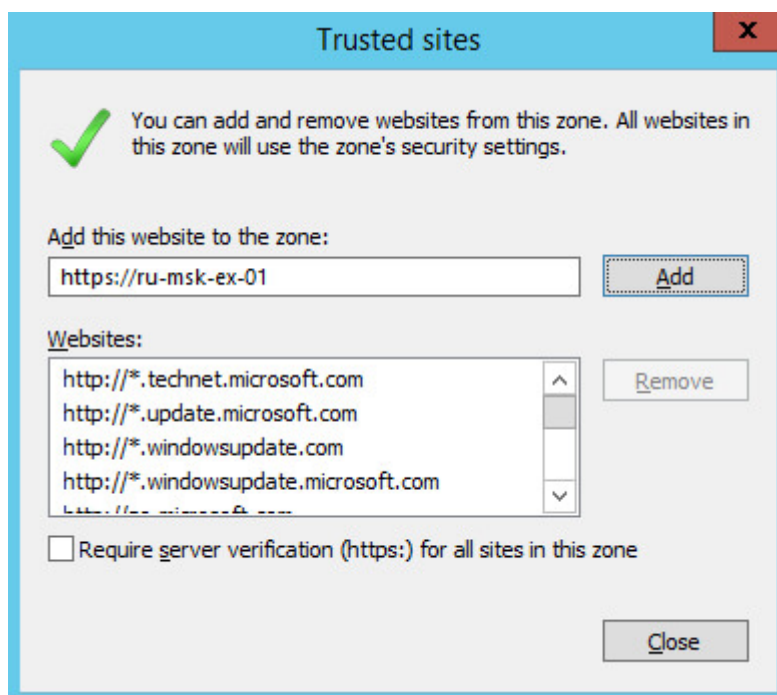 Trusted sites
x
You can add and remove websites from this zone. All websites in
this zone will use the zone's security settings.
Add this website to the zone:
https://ru-msk-ex-01
Add
Websites:
http://*.technet.microsoft.com
Remove
http://*.update.microsoft.com
http://*.windowsupdate.com
http://*.windowsupdate.microsoft.com
Require server verification (https:) for all sites in this zone
Close